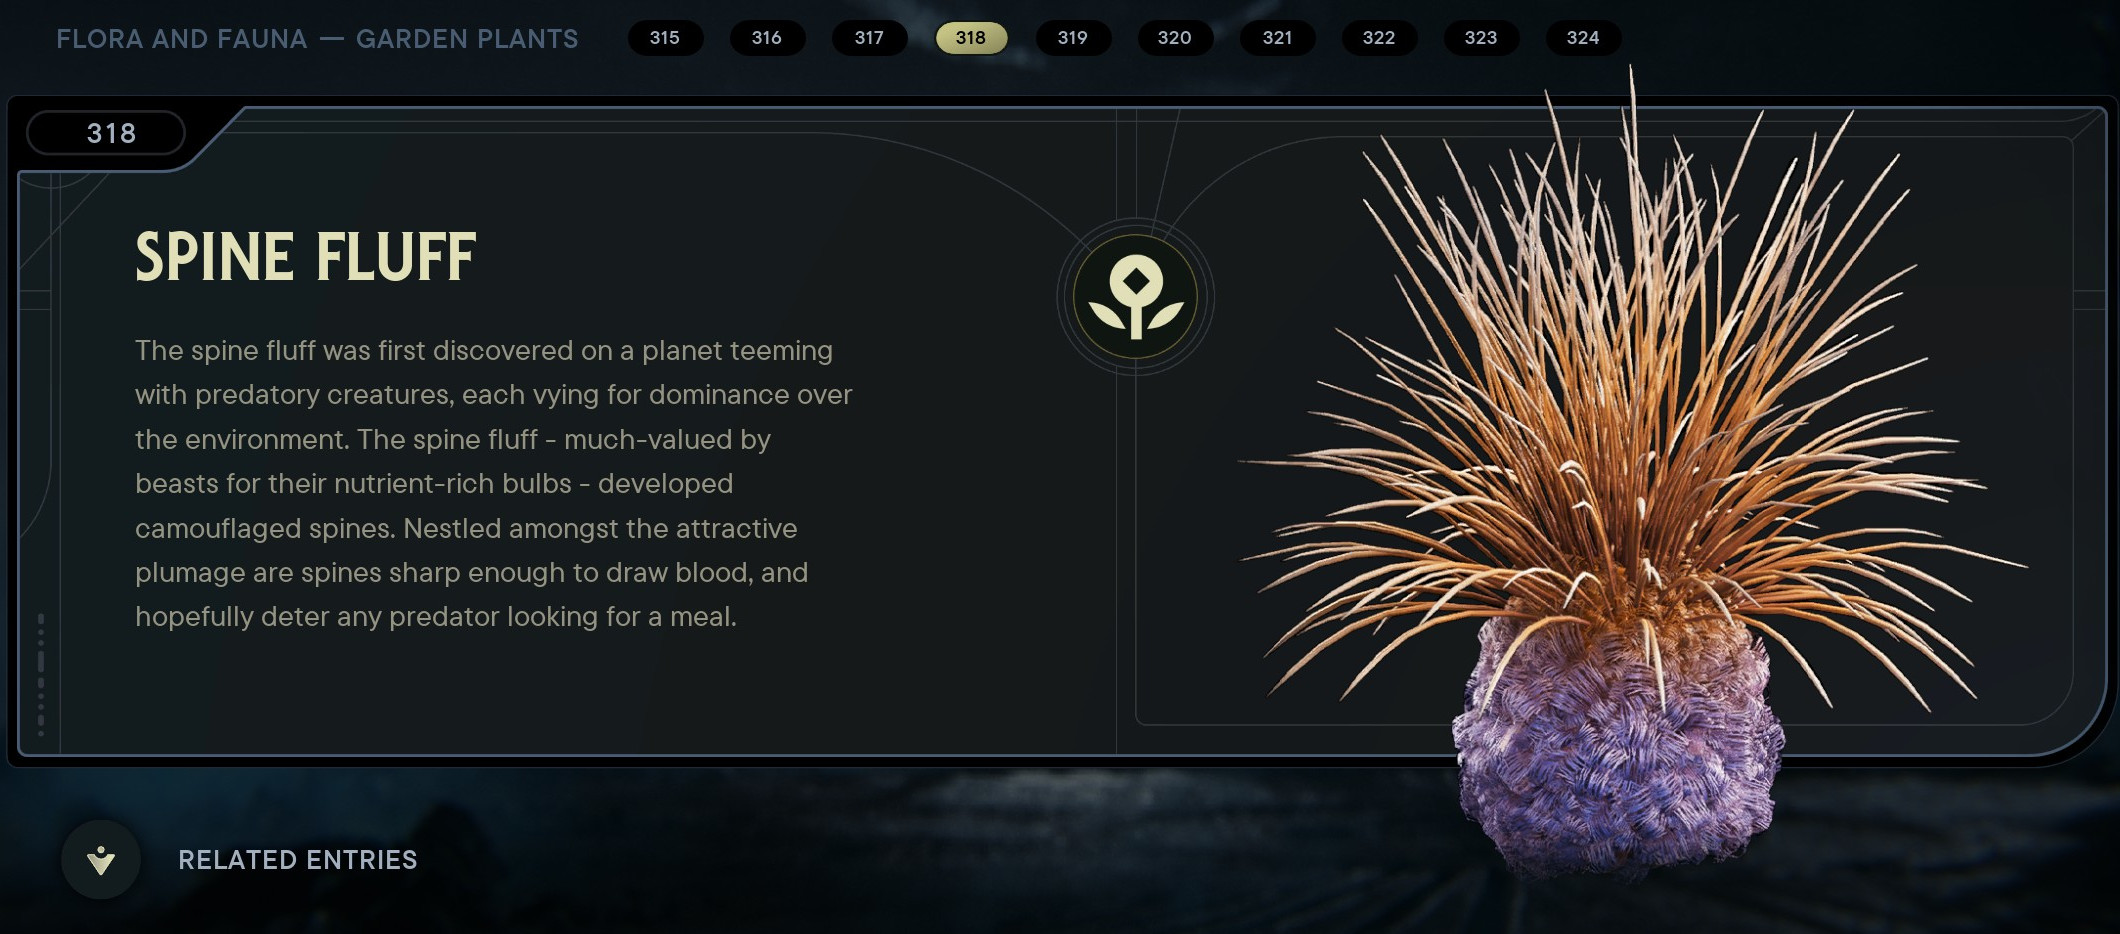 FLORA AND FAUNA — GARDEN PLANTS
315 316 317 318 319 320 321 322 323 324
318
SPINE FLUFF
The spine fluff was first discovered on a planet teeming
with predatory creatures, each vying for dominance over
the environment. The spine fluff - much-valued by
beasts for their nutrient-rich bulbs - developed
camouflaged spines. Nestled amongst the attractive
plumage are spines sharp enough to draw blood, and
hopefully deter any predator looking for a meal.
RELATED ENTRIES